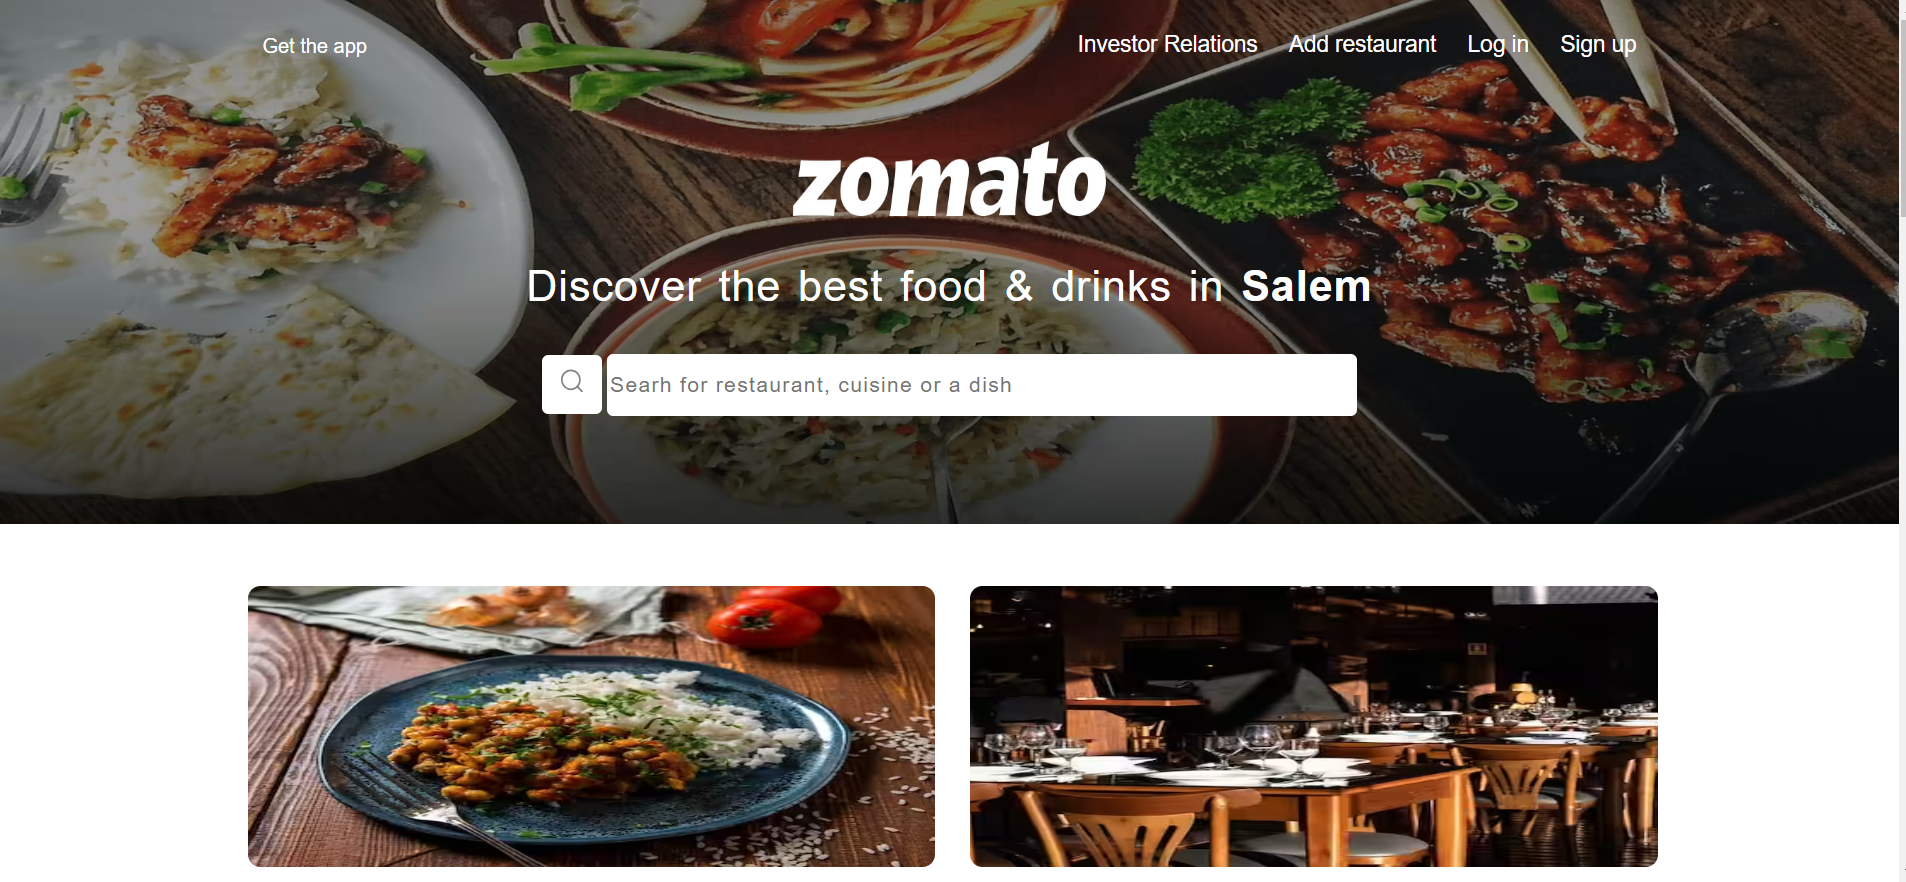 Get the app
Investor Relations Add restaurant Log in Sign up
zomato
Discover the best food & drinks in Salem
Searh for restaurant, cuisine or a dish